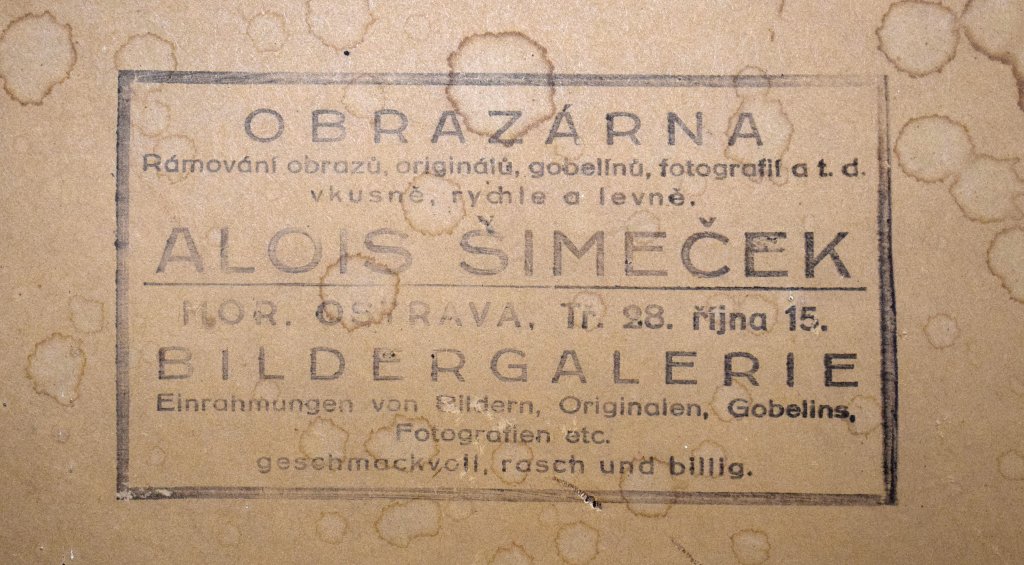 OBRAZÁRNA
Rámování obrazů, originálů, gobelínů, fotografií a t. d.
vkusně, rychle a levně.
ALOIS ŠIMEČEK
MOR. OSTRAVA, Tř. 28. října 15.
BILDERGALERIE
Einrahmungen von Bildern, Originalen, Gobelins,
Fotografien etc.
geschmackvoll, rasch und billig.